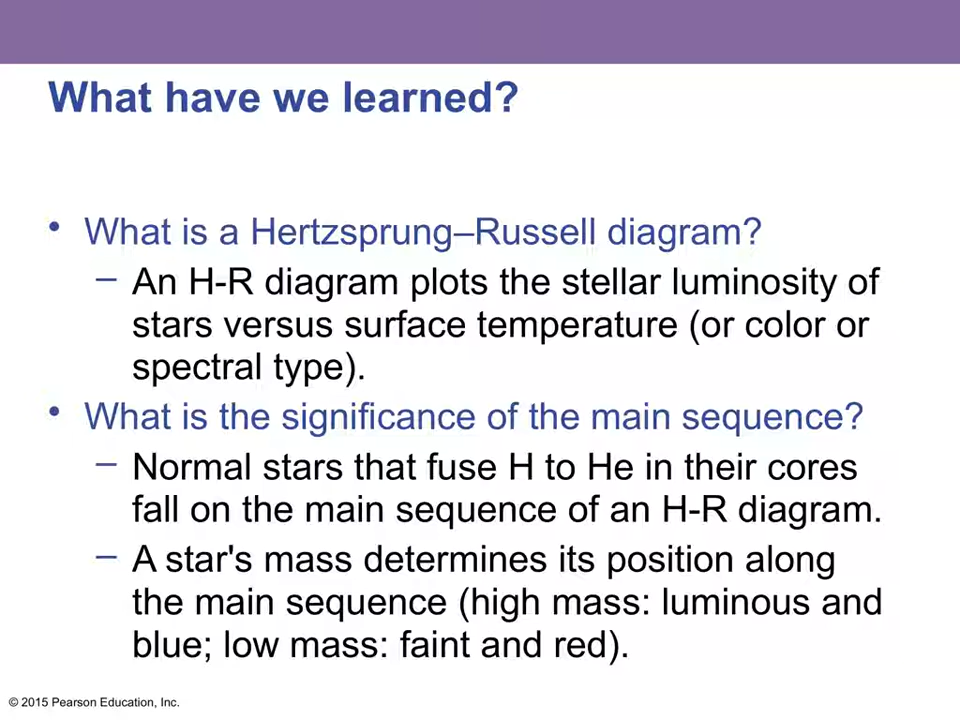 What have we learned?
• What is a Hertzsprung–Russell diagram?
– An H-R diagram plots the stellar luminosity of
stars versus surface temperature (or color or
spectral type).
• What is the significance of the main sequence?
– Normal stars that fuse H to He in their cores
fall on the main sequence of an H-R diagram.
– A star's mass determines its position along
the main sequence (high mass: luminous and
blue; low mass: faint and red).
© 2015 Pearson Education, Inc.